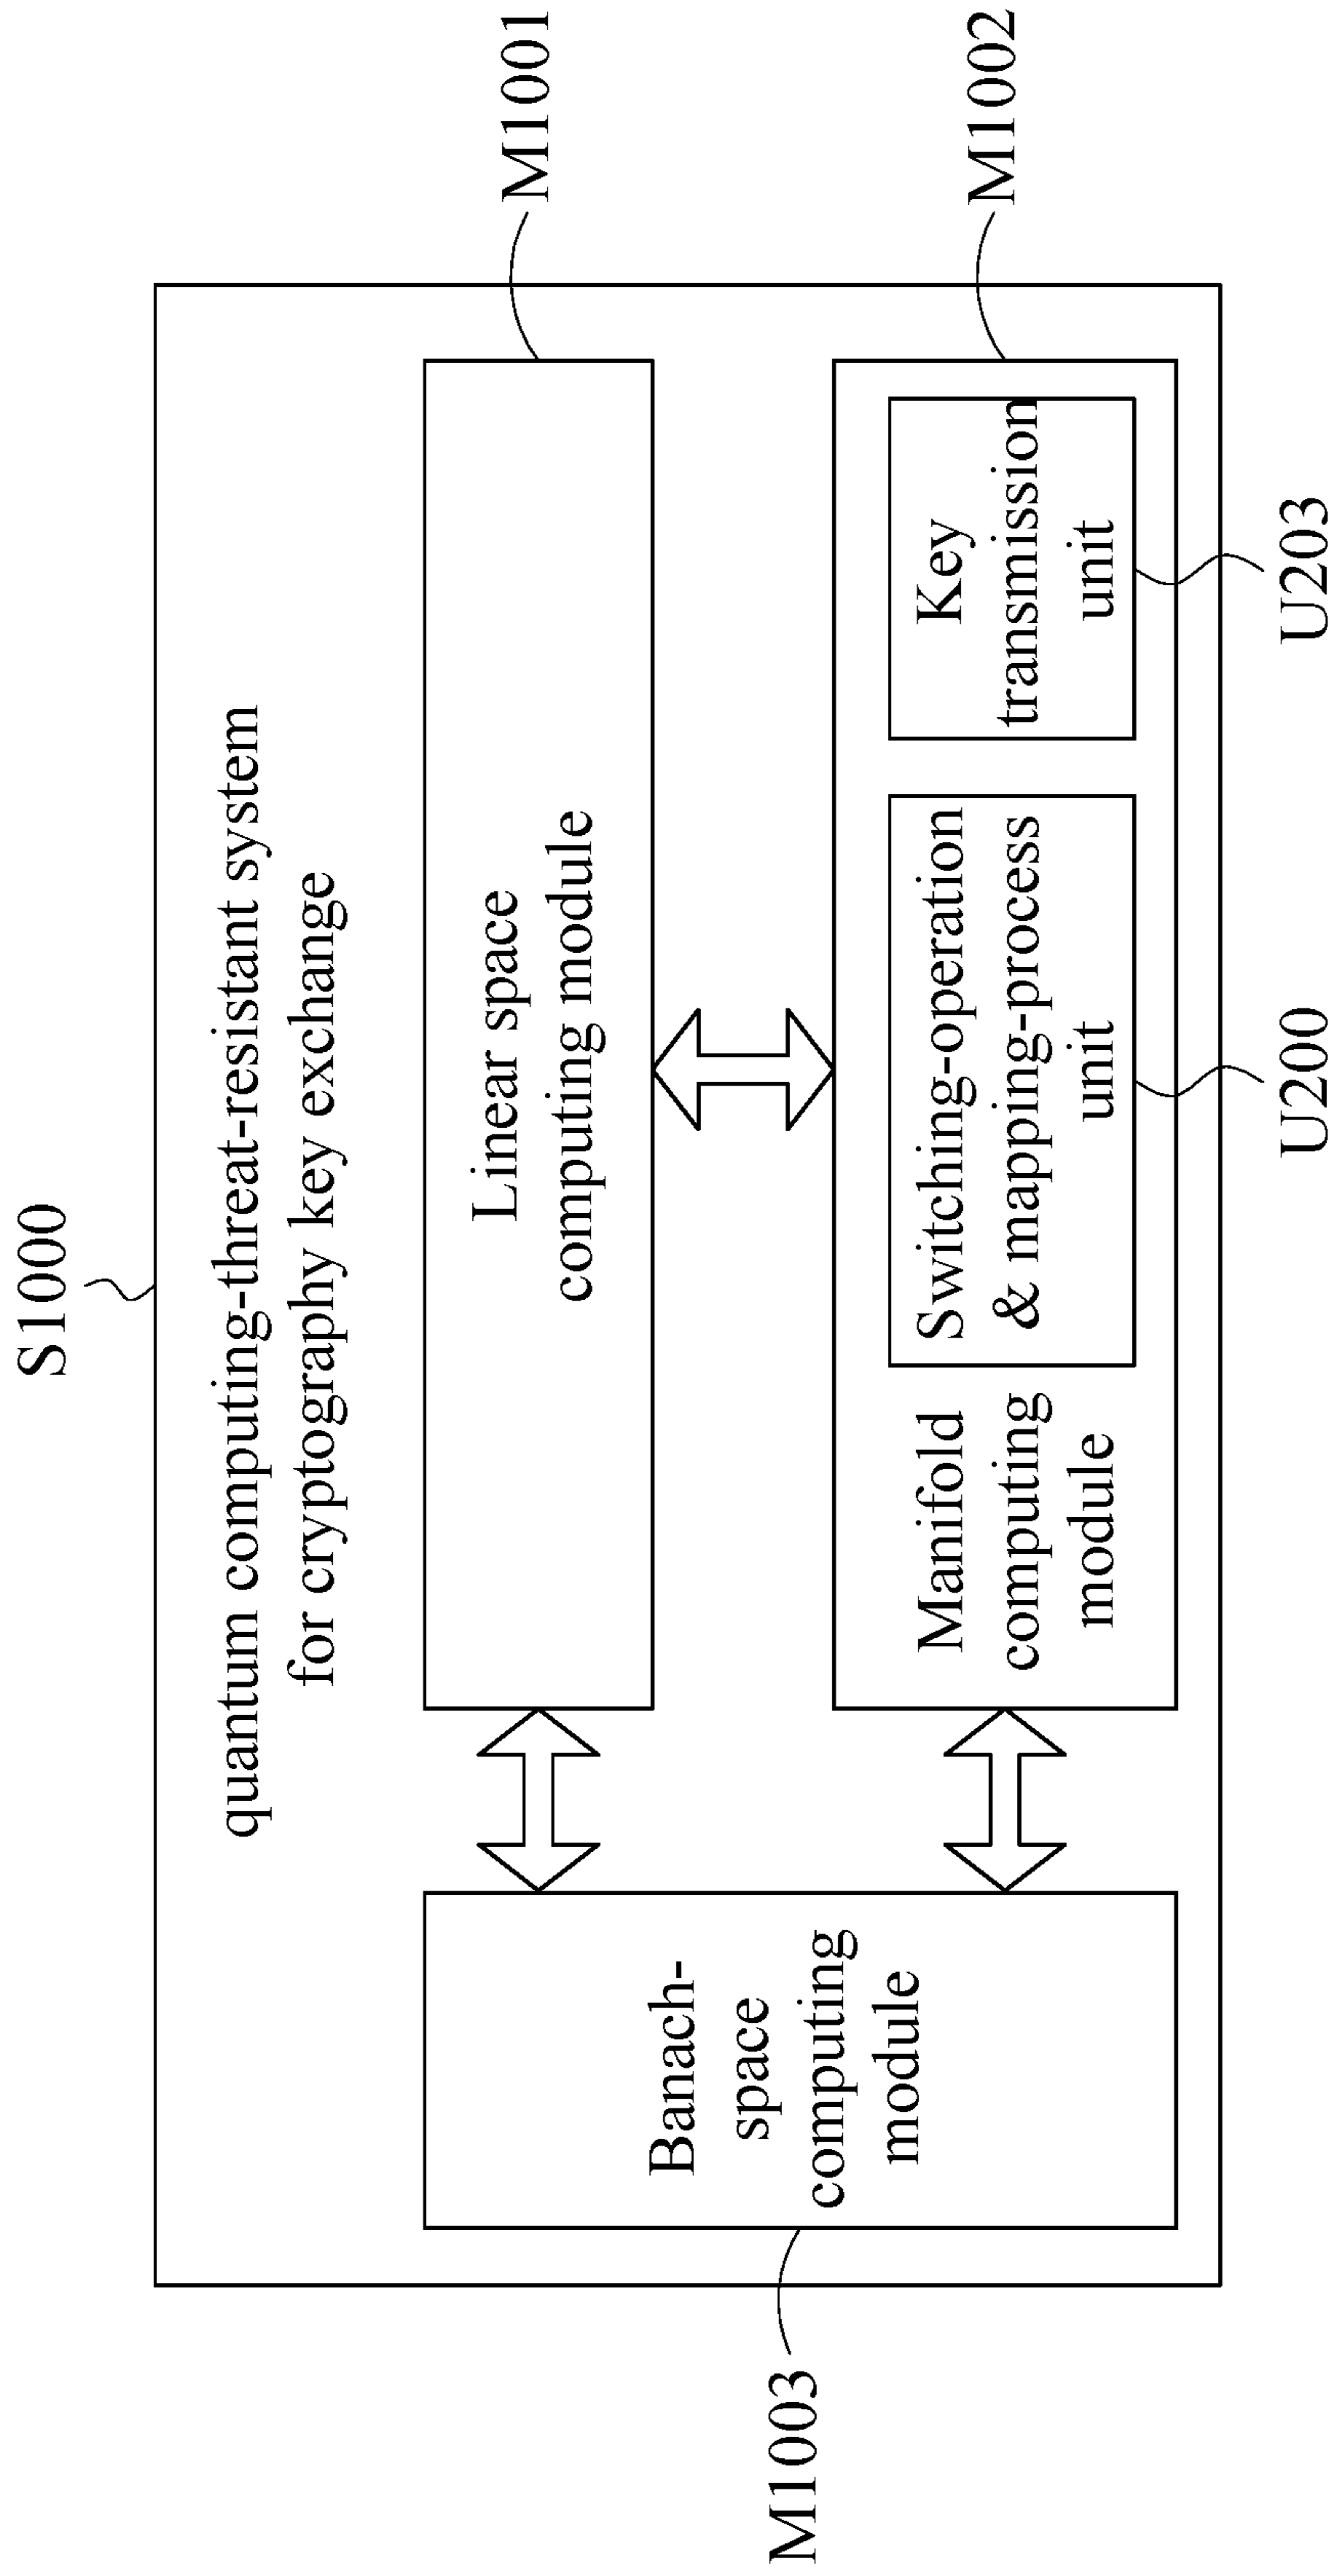 S1000
quantum computing-threat-resistant system
for cryptography key exchange
M1001
Linear space
computing module
M1003
Banach-
space
computing
module
M1002
Manifold
computing
module
Switching-operation
& mapping-process
unit
Key
transmission
unit
U200
U203